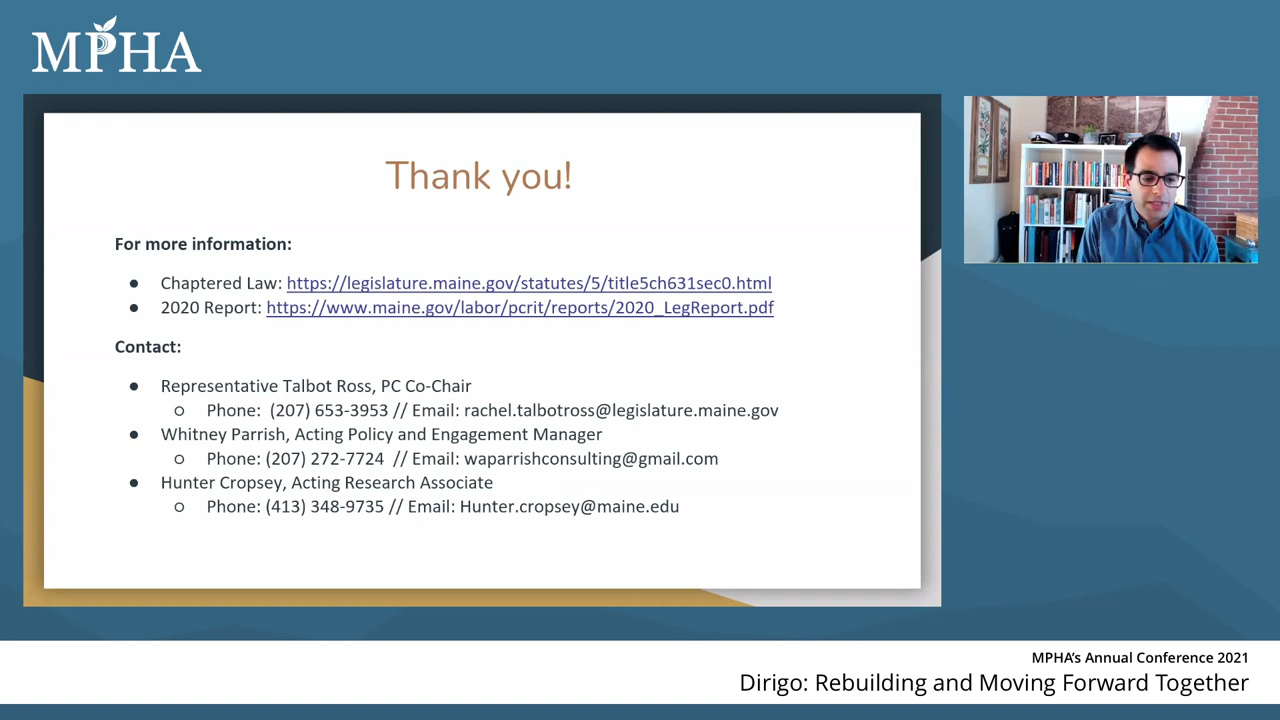 MPHA
Thank you!
For more information:
● Chartered Law: https://legislature.maine.gov/statutes/5/title5ch631sec0.html
● 2020 Report: https://www.maine.gov/labor/pcrit/reports/2020_LegReport.pdf
Contact:
● Representative Talbot Ross, PC Co-Chair
○ Phone:  (207) 653-3953 // Email: rachel.talbotross@legislature.maine.gov
● Whitney Parrish, Acting Policy and Engagement Manager
○ Phone: (207) 272-7724  // Email: waparrishconsulting@gmail.com
● Hunter Cropsey, Acting Research Associate
○ Phone: (413) 348-9735 // Email: Hunter.cropsey@maine.edu
MPHA’s Annual Conference 2021
Dirigo: Rebuilding and Moving Forward Together